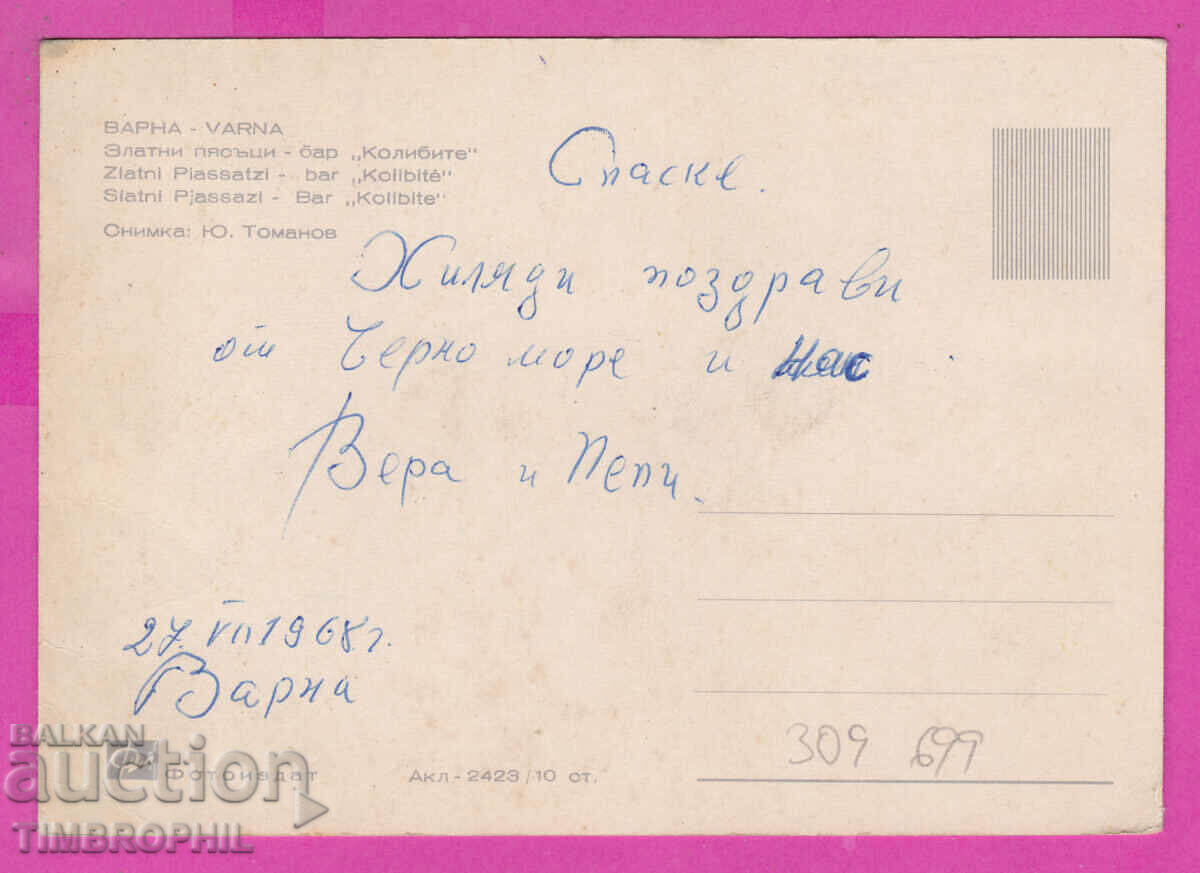 ВАРНА - VARNA
Златни пясъци - бар „Колибите“
Zlatni Piassatzi - bar „Kolibité“
Slatni Pjassazi - Bar „Kolibite“
Снимка: Ю. Томанов
Спаске.
Хиляди поздрави
от Черно море и нас
Вера и Пепи.
27.VII 1968 г.
Варна
Фотоиздат
Акл-2423/10 ст.
309 699
BALKAN
auction
TIMBROPHIL